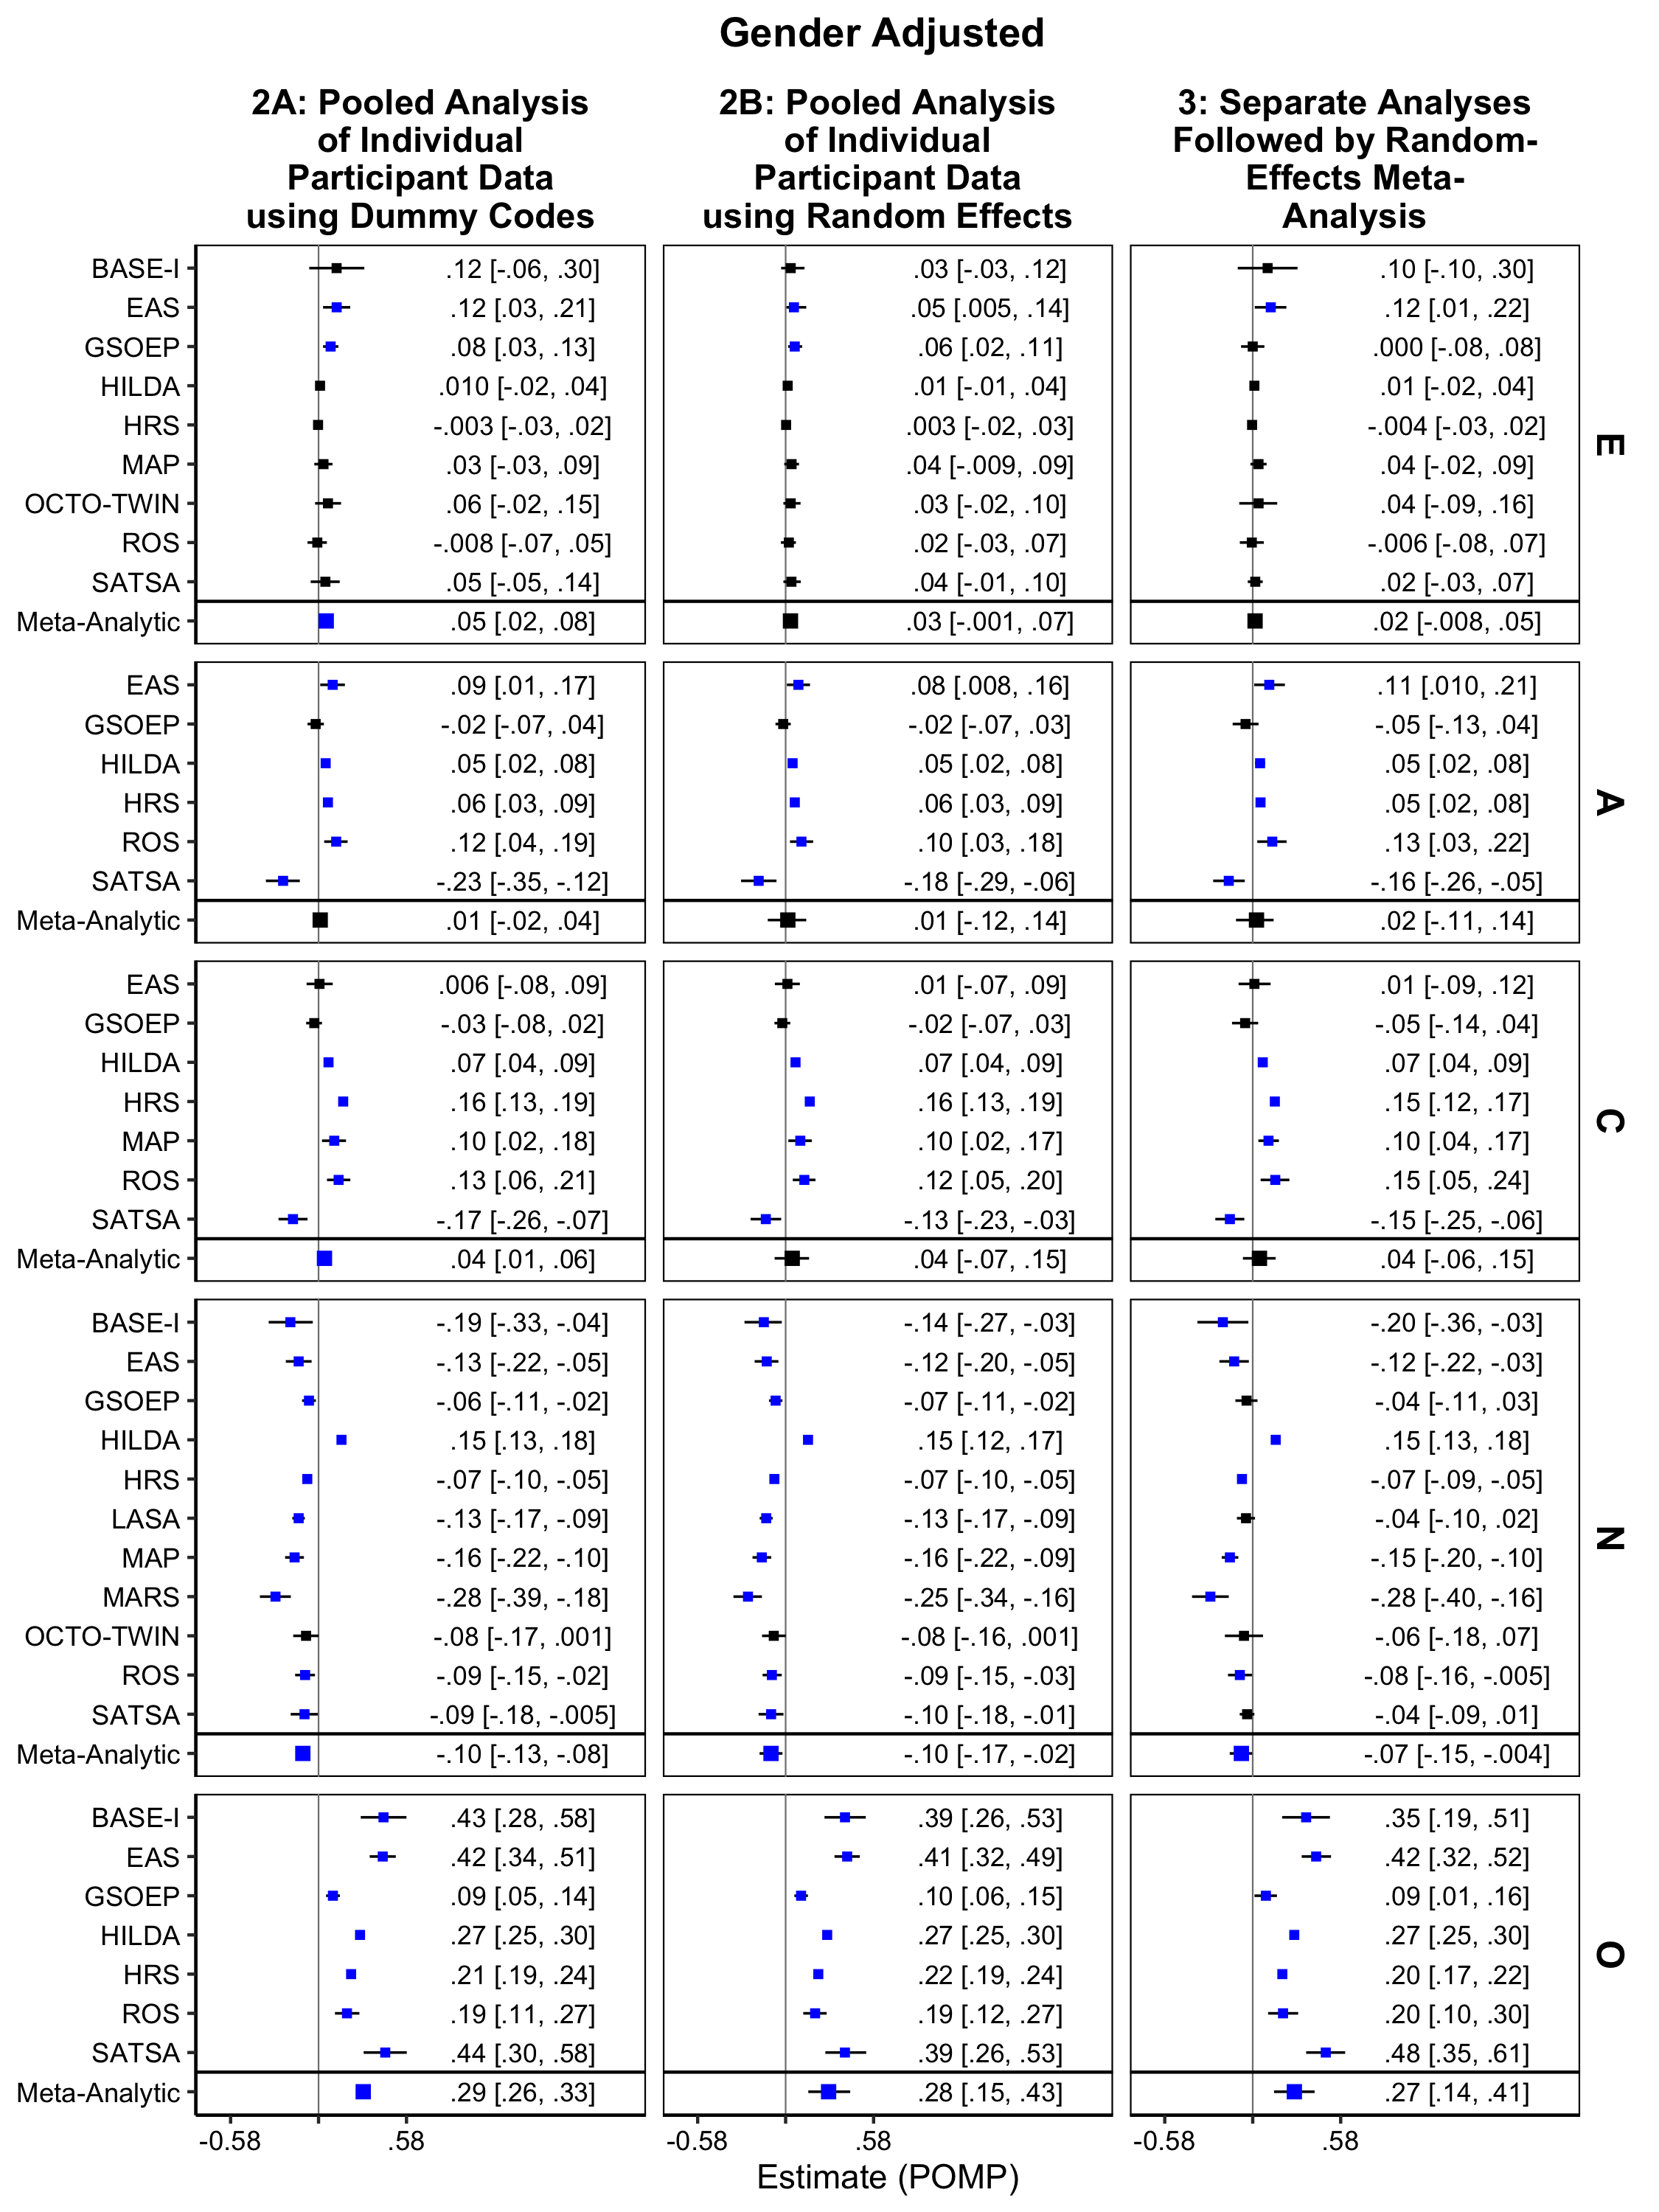 Gender Adjusted
2A: Pooled Analysis of Individual Participant Data using Dummy Codes
2B: Pooled Analysis of Individual Participant Data using Random Effects
3: Separate Analyses Followed by Random-Effects Meta-Analysis
BASE-I .12 [-.06, .30] .03 [-.03, .12] .10 [-.10, .30]
EAS .12 [.03, .21] .05 [.005, .14] .12 [.01, .22]
GSOEP .08 [.03, .13] .06 [.02, .11] .000 [-.08, .08]
HILDA .010 [-.02, .04] .01 [-.01, .04] .01 [-.02, .04]
HRS -.003 [-.03, .02] .003 [-.02, .03] -.004 [-.03, .02]
MAP .03 [-.03, .09] .04 [-.009, .09] .04 [-.02, .09]
OCTO-TWIN .06 [-.02, .15] .03 [-.02, .10] .04 [-.09, .16]
ROS -.008 [-.07, .05] .02 [-.03, .07] -.006 [-.08, .07]
SATSA .05 [-.05, .14] .04 [-.01, .10] .02 [-.03, .07]
Meta-Analytic .05 [.02, .08] .03 [-.001, .07] .02 [-.008, .05]
E
EAS .09 [.01, .17] .08 [.008, .16] .11 [.010, .21]
GSOEP -.02 [-.07, .04] -.02 [-.07, .03] -.05 [-.13, .04]
HILDA .05 [.02, .08] .05 [.02, .08] .05 [.02, .08]
HRS .06 [.03, .09] .06 [.03, .09] .05 [.02, .08]
ROS .12 [.04, .19] .10 [.03, .18] .13 [.03, .22]
SATSA -.23 [-.35, -.12] -.18 [-.29, -.06] -.16 [-.26, -.05]
Meta-Analytic .01 [-.02, .04] .01 [-.12, .14] .02 [-.11, .14]
A
EAS .006 [-.08, .09] .01 [-.07, .09] .01 [-.09, .12]
GSOEP -.03 [-.08, .02] -.02 [-.07, .03] -.05 [-.14, .04]
HILDA .07 [.04, .09] .07 [.04, .09] .07 [.04, .09]
HRS .16 [.13, .19] .16 [.13, .19] .15 [.12, .17]
MAP .10 [.02, .18] .10 [.02, .17] .10 [.04, .17]
ROS .13 [.06, .21] .12 [.05, .20] .15 [.05, .24]
SATSA -.17 [-.26, -.07] -.13 [-.23, -.03] -.15 [-.25, -.06]
Meta-Analytic .04 [.01, .06] .04 [-.07, .15] .04 [-.06, .15]
C
BASE-I -.19 [-.33, -.04] -.14 [-.27, -.03] -.20 [-.36, -.03]
EAS -.13 [-.22, -.05] -.12 [-.20, -.05] -.12 [-.22, -.03]
GSOEP -.06 [-.11, -.02] -.07 [-.11, -.02] -.04 [-.11, .03]
HILDA .15 [.13, .18] .15 [.12, .17] .15 [.13, .18]
HRS -.07 [-.10, -.05] -.07 [-.10, -.05] -.07 [-.09, -.05]
LASA -.13 [-.17, -.09] -.13 [-.17, -.09] -.04 [-.10, .02]
MAP -.16 [-.22, -.10] -.16 [-.22, -.09] -.15 [-.20, -.10]
MARS -.28 [-.39, -.18] -.25 [-.34, -.16] -.28 [-.40, -.16]
OCTO-TWIN -.08 [-.17, .001] -.08 [-.16, .001] -.06 [-.18, .07]
ROS -.09 [-.15, -.02] -.09 [-.15, -.03] -.08 [-.16, -.005]
SATSA -.09 [-.18, -.005] -.10 [-.18, -.01] -.04 [-.09, .01]
Meta-Analytic -.10 [-.13, -.08] -.10 [-.17, -.02] -.07 [-.15, -.004]
N
BASE-I .43 [.28, .58] .39 [.26, .53] .35 [.19, .51]
EAS .42 [.34, .51] .41 [.32, .49] .42 [.32, .52]
GSOEP .09 [.05, .14] .10 [.06, .15] .09 [.01, .16]
HILDA .27 [.25, .30] .27 [.25, .30] .27 [.25, .30]
HRS .21 [.19, .24] .22 [.19, .24] .20 [.17, .22]
ROS .19 [.11, .27] .19 [.12, .27] .20 [.10, .30]
SATSA .44 [.30, .58] .39 [.26, .53] .48 [.35, .61]
Meta-Analytic .29 [.26, .33] .28 [.15, .43] .27 [.14, .41]
O
-0.58 .58 -0.58 .58 -0.58 .58
Estimate (POMP)